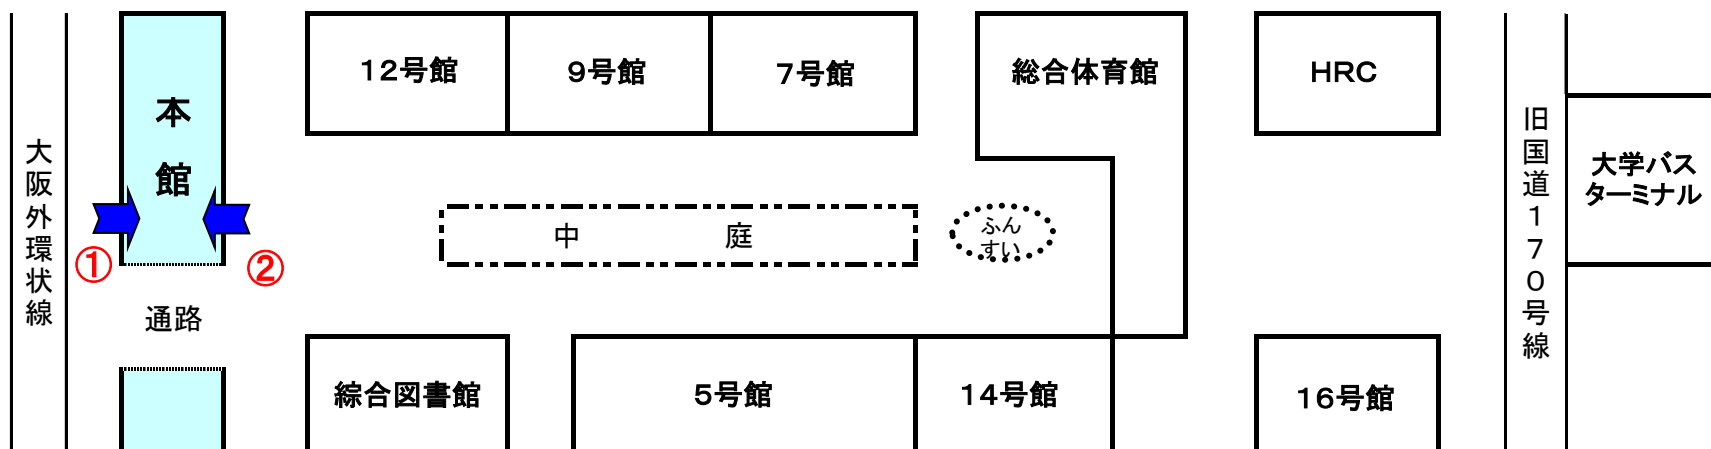 大阪外環状線
本館
①
②
通路
12号館
9号館
7号館
総合体育館
HRC
中庭
ふん
すい
綜合図書館
5号館
14号館
16号館
旧国道170号線
大学バス
ターミナル